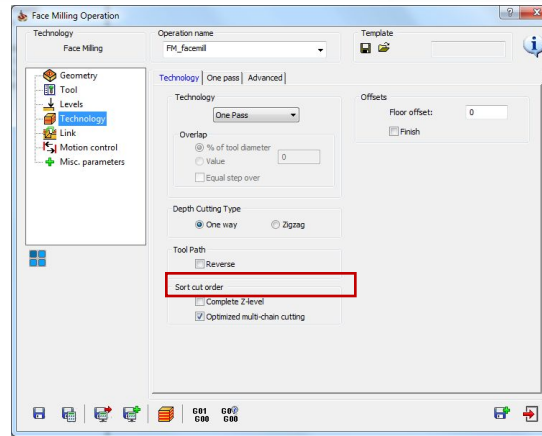 Face Milling Operation
Technology
Face Milling
Operation name
FM_facemill
Template
Geometry
Tool
Levels
Technology
Link
Motion control
Misc. parameters
Technology One pass Advanced
Technology
One Pass
Overlap
% of tool diameter
Value
0
Equal step over
Depth Cutting Type
One way Zigzag
Tool Path
Reverse
Sort cut order
Complete Z-level
Optimized multi-chain cutting
Offsets
Floor offset: 0
Finish
G01 G0
G00 G00